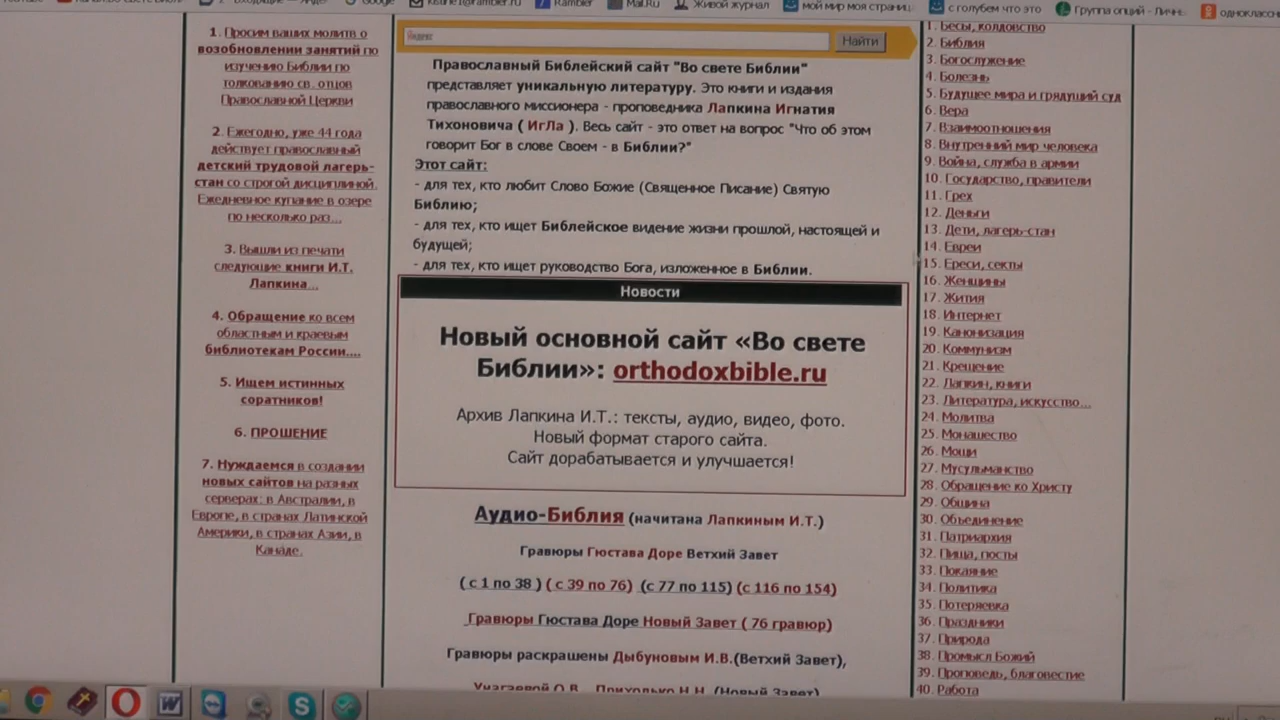 Google
kistine1@rambler.ru
Rambler
Mail.Ru
Живой журнал
мой мир моя страниц
с голубем что это
Группа опций - Личн
одноклассн
1. Просим ваших молитв о
возобновлении занятий по
изучению Библии по
толкованию св. отцов
Православной Церкви
2. Ежегодно, уже 44 года
действует православный
детский трудовой лагерь-
стан со строгой дисциплиной.
Ежедневное купание в озере
по несколько раз...
3. Вышли из печати
следующие книги И.Т.
Лапкина...
4. Обращение ко всем
областным и краевым
библиотекам России....
5. Ищем истинных
соратников!
6. ПРОШЕНИЕ
7. Нуждаемся в создании
новых сайтов на разных
серверах: в Австралии, в
Европе, в странах Латинской
Америки, в странах Азии, в
Канаде.
Яндекс
Найти
Православный Библейский сайт "Во свете Библии"
представляет уникальную литературу. Это книги и издания
православного миссионера - проповедника Лапкина Игнатия
Тихоновича ( ИгЛа ). Весь сайт - это ответ на вопрос "Что об этом
говорит Бог в слове Своем - в Библии?"
Этот сайт:
- для тех, кто любит Слово Божие (Священное Писание) Святую
Библию;
- для тех, кто ищет Библейское видение жизни прошлой, настоящей и
будущей;
- для тех, кто ищет руководство Бога, изложенное в Библии.
Новости
Новый основной сайт «Во свете
Библии»: orthodoxbible.ru
Архив Лапкина И.Т.: тексты, аудио, видео, фото.
Новый формат старого сайта.
Сайт дорабатывается и улучшается!
Аудио-Библия (начитана Лапкиным И.Т.)
Гравюры Гюстава Доре Ветхий Завет
( с 1 по 38 ) ( с 39 по 76) (с 77 по 115) (с 116 по 154)
Гравюры Гюстава Доре Новый Завет ( 76 гравюр)
Гравюры раскрашены Дыбуновым И.В.(Ветхий Завет),
Учагаевой О.В., Приходько Н.Н. (Новый Завет)
1. Бесы, колдовство
2. Библия
3. Богослужение
4. Болезнь
5. Будущее мира и грядущий суд
6. Вера
7. Взаимоотношения
8. Внутренний мир человека
9. Война, служба в армии
10. Государство, правители
11. Грех
12. Деньги
13. Дети, лагерь-стан
14. Евреи
15. Ереси, секты
16. Женщины
17. Жития
18. Интернет
19. Канонизация
20. Коммунизм
21. Крещение
22. Лапкин, книги
23. Литература, искусство...
24. Молитва
25. Монашество
26. Мощи
27. Мусульманство
28. Обращение ко Христу
29. Община
30. Объединение
31. Патриархия
32. Пища, посты
33. Покаяние
34. Политика
35. Потеряевка
36. Праздники
37. Природа
38. Промысл Божий
39. Проповедь, благовестие
40. Работа